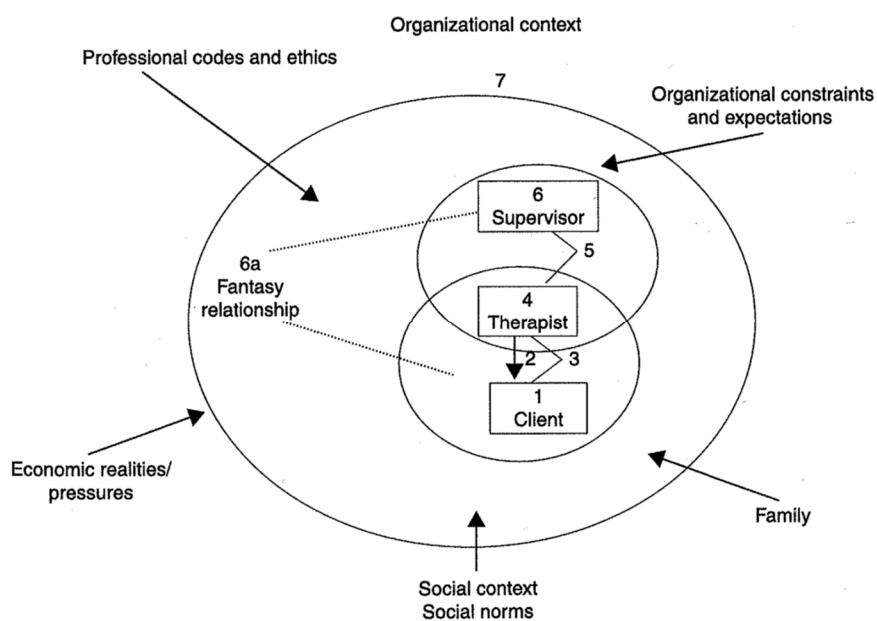 Organizational context
Professional codes and ethics
7
Organizational constraints
and expectations
6
Supervisor
5
6a
Fantasy
relationship
4
Therapist
2
3
1
Client
Economic realities/
pressures
Family
Social context
Social norms